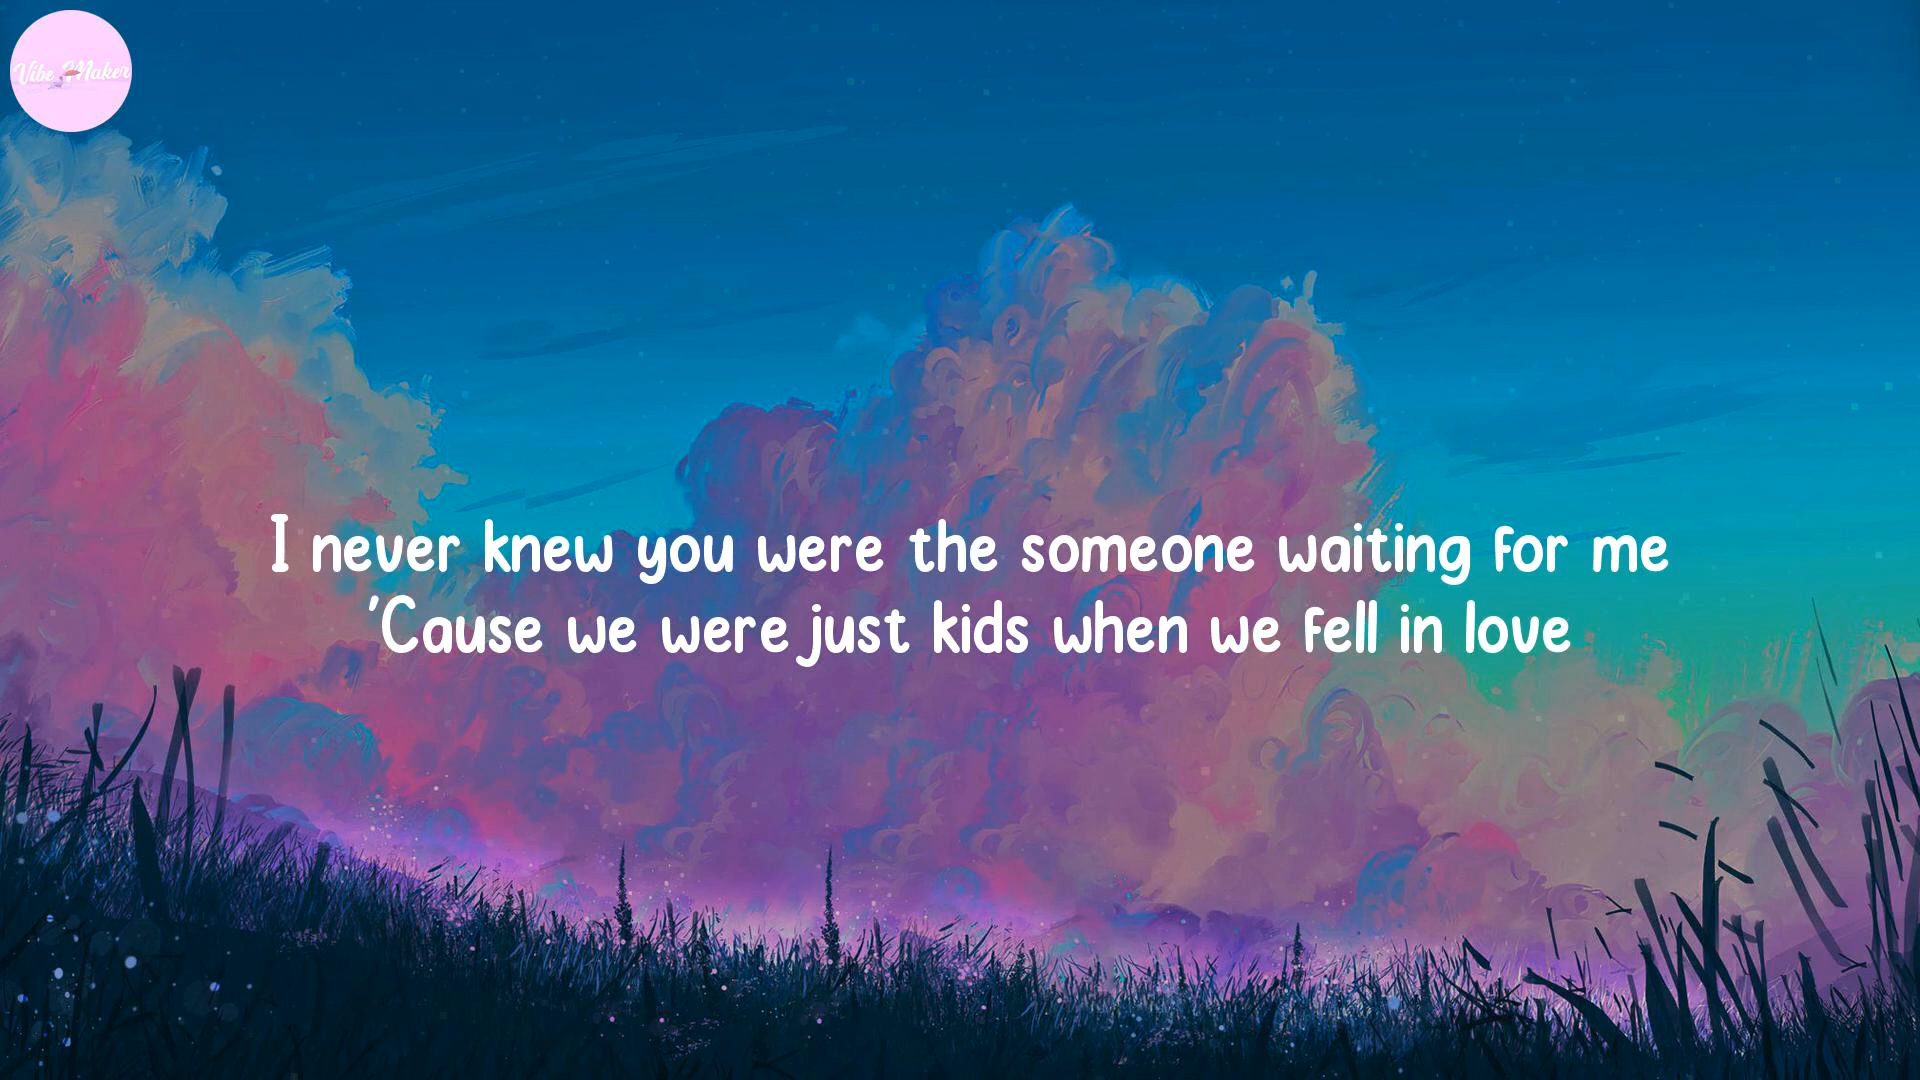 Vibe Maker
I never knew you were the someone waiting for me
'Cause we were just kids when we fell in love